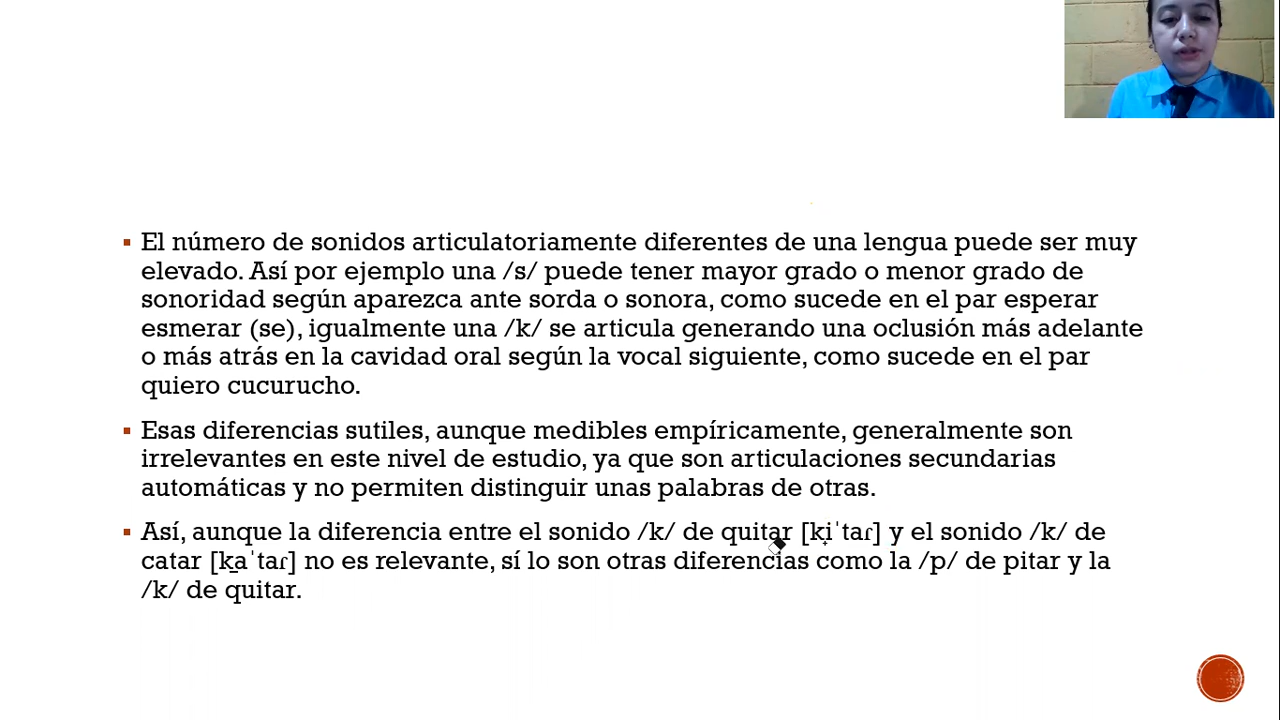 El número de sonidos articulatoriamente diferentes de una lengua puede ser muy
elevado. Así por ejemplo una /s/ puede tener mayor grado o menor grado de
sonoridad según aparezca ante sorda o sonora, como sucede en el par esperar
esmerar (se), igualmente una /k/ se articula generando una oclusión más adelante
o más atrás en la cavidad oral según la vocal siguiente, como sucede en el par
quiero cucurucho.
Esas diferencias sutiles, aunque medibles empíricamente, generalmente son
irrelevantes en este nivel de estudio, ya que son articulaciones secundarias
automáticas y no permiten distinguir unas palabras de otras.
Así, aunque la diferencia entre el sonido /k/ de quitar [ki̟ˈtaɾ] y el sonido /k/ de
catar [ka̠ˈtaɾ] no es relevante, sí lo son otras diferencias como la /p/ de pitar y la
/k/ de quitar.